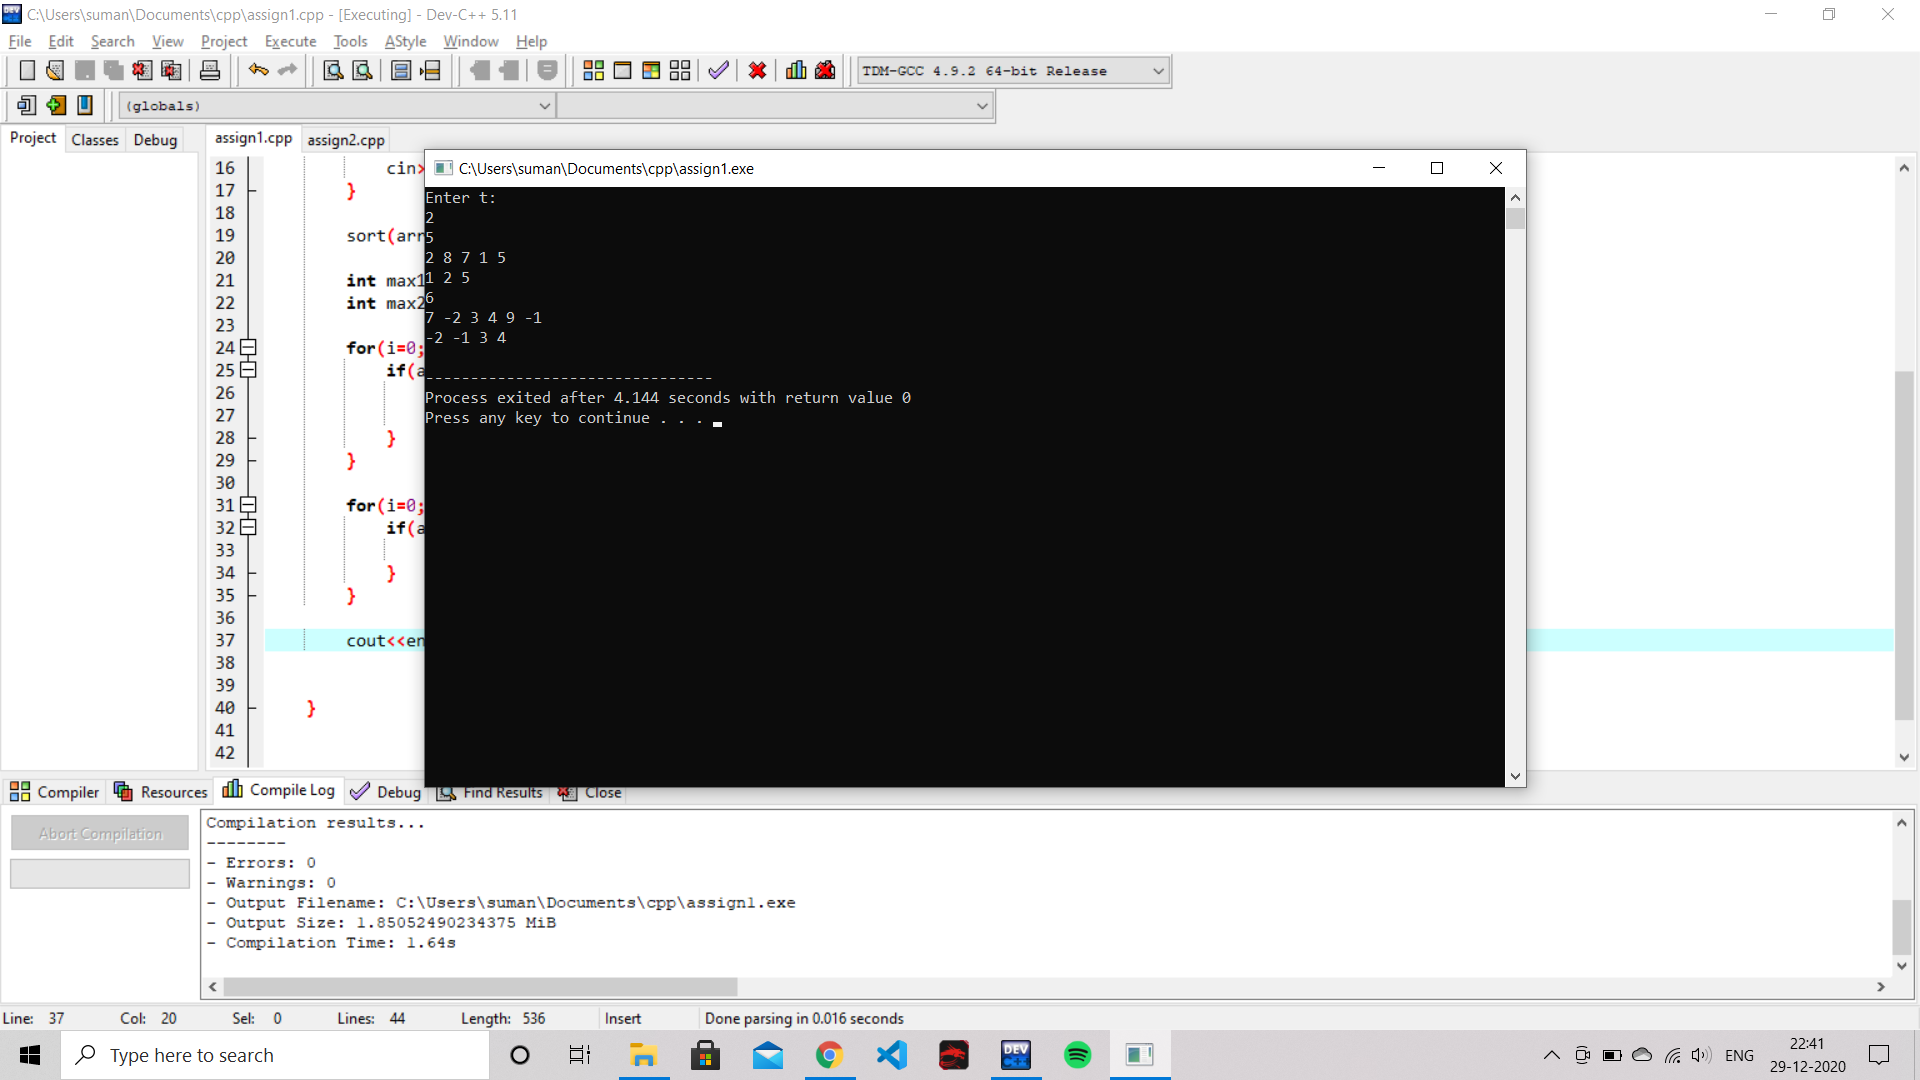 C:\Users\suman\Documents\cpp\assign1.cpp - [Executing] - Dev-C++ 5.11
File Edit Search View Project Execute Tools AStyle Window Help
TDM-GCC 4.9.2 64-bit Release
(globals)
Project Classes Debug assign1.cpp assign2.cpp
C:\Users\suman\Documents\cpp\assign1.exe
16 cin>
17 }
18
19 sort(arr
20
21 int max1
22 int max2
23
24 for(i=0;
25 if(a
26
27
28 }
29 }
30
31 for(i=0;
32 if(a
33
34 }
35 }
36
37 cout<<en
38
39
40 }
41
42
Enter t:
2
5
2 8 7 1 5
1 2 5
6
7 -2 3 4 9 -1
-2 -1 3 4
--------------------------------
Process exited after 4.144 seconds with return value 0
Press any key to continue . . .
Compiler Resources Compile Log Debug Find Results Close
Abort Compilation
Compilation results...
--------
- Errors: 0
- Warnings: 0
- Output Filename: C:\Users\suman\Documents\cpp\assign1.exe
- Output Size: 1.85052490234375 MiB
- Compilation Time: 1.64s
Line: 37 Col: 20 Sel: 0 Lines: 44 Length: 536 Insert Done parsing in 0.016 seconds
Type here to search
DEV C++
ENG
22:41
29-12-2020